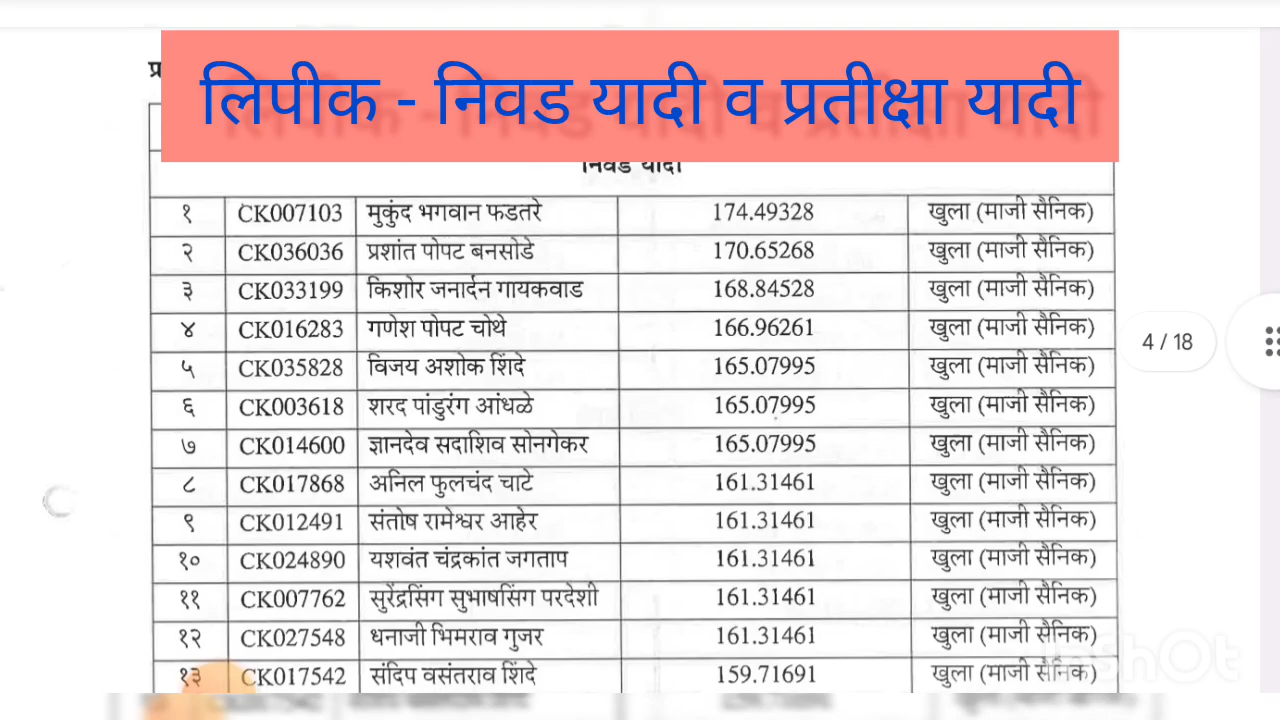 लिपीक - निवड यादी व प्रतीक्षा यादी
निवड यादी
१ CK007103 मुकुंद भगवान फडतरे 174.49328 खुला (माजी सैनिक)
२ CK036036 प्रशांत पोपट बनसोडे 170.65268 खुला (माजी सैनिक)
३ CK033199 किशोर जनार्दन गायकवाड 168.84528 खुला (माजी सैनिक)
४ CK016283 गणेश पोपट चोथे 166.96261 खुला (माजी सैनिक)
4 / 18
५ CK035828 विजय अशोक शिंदे 165.07995 खुला (माजी सैनिक)
६ CK003618 शरद पांडुरंग आंधळे 165.07995 खुला (माजी सैनिक)
७ CK014600 ज्ञानदेव सदाशिव सोनगेकर 165.07995 खुला (माजी सैनिक)
८ CK017868 अनिल फुलचंद चाटे 161.31461 खुला (माजी सैनिक)
९ CK012491 संतोष रामेश्वर आहेर 161.31461 खुला (माजी सैनिक)
१० CK024890 यशवंत चंद्रकांत जगताप 161.31461 खुला (माजी सैनिक)
११ CK007762 सुरेंद्रसिंग सुभाषसिंग परदेशी 161.31461 खुला (माजी सैनिक)
१२ CK027548 धनाजी भिमराव गुजर 161.31461 खुला (माजी सैनिक)
१३ CK017542 संदिप वसंतराव शिंदे 159.71691 खुला (माजी सैनिक)